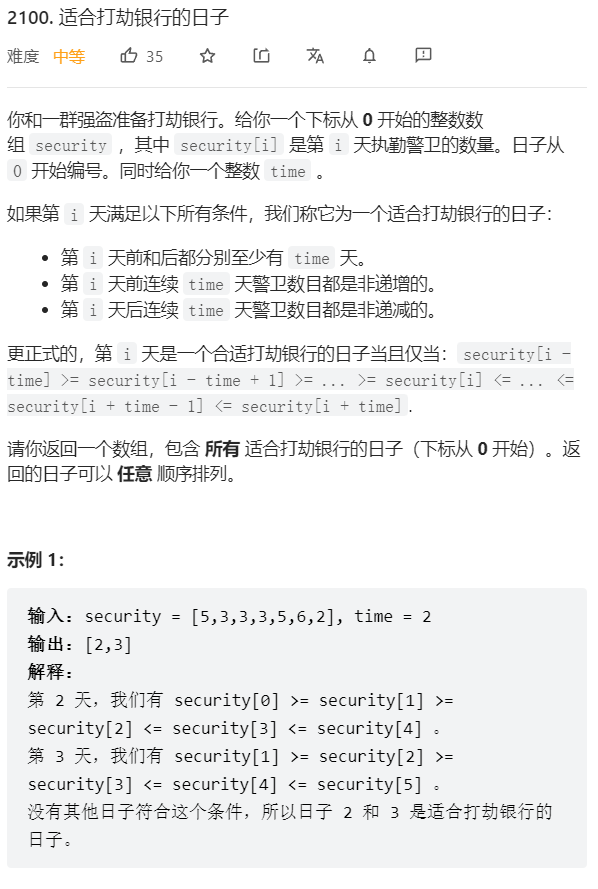 2100. 适合打劫银行的日子
难度 中等 35
你和一群强盗准备打劫银行。给你一个下标从 0 开始的整数数
组 security ，其中 security[i] 是第 i 天执勤警卫的数量。日子从
0 开始编号。同时给你一个整数 time 。
如果第 i 天满足以下所有条件，我们称它为一个适合打劫银行的日子：
• 第 i 天前和后都分别至少有 time 天。
• 第 i 天前连续 time 天警卫数目都是非递增的。
• 第 i 天后连续 time 天警卫数目都是非递减的。
更正式的，第 i 天是一个合适打劫银行的日子当且仅当：security[i -
time] >= security[i - time + 1] >= ... >= security[i] <= ... <=
security[i + time - 1] <= security[i + time].
请你返回一个数组，包含 所有 适合打劫银行的日子（下标从 0 开始）。返
回的日子可以 任意 顺序排列。
示例 1：
输入：security = [5,3,3,3,5,6,2], time = 2
输出：[2,3]
解释：
第 2 天，我们有 security[0] >= security[1] >=
security[2] <= security[3] <= security[4] 。
第 3 天，我们有 security[1] >= security[2] >=
security[3] <= security[4] <= security[5] 。
没有其他日子符合这个条件，所以日子 2 和 3 是适合打劫银行的
日子。